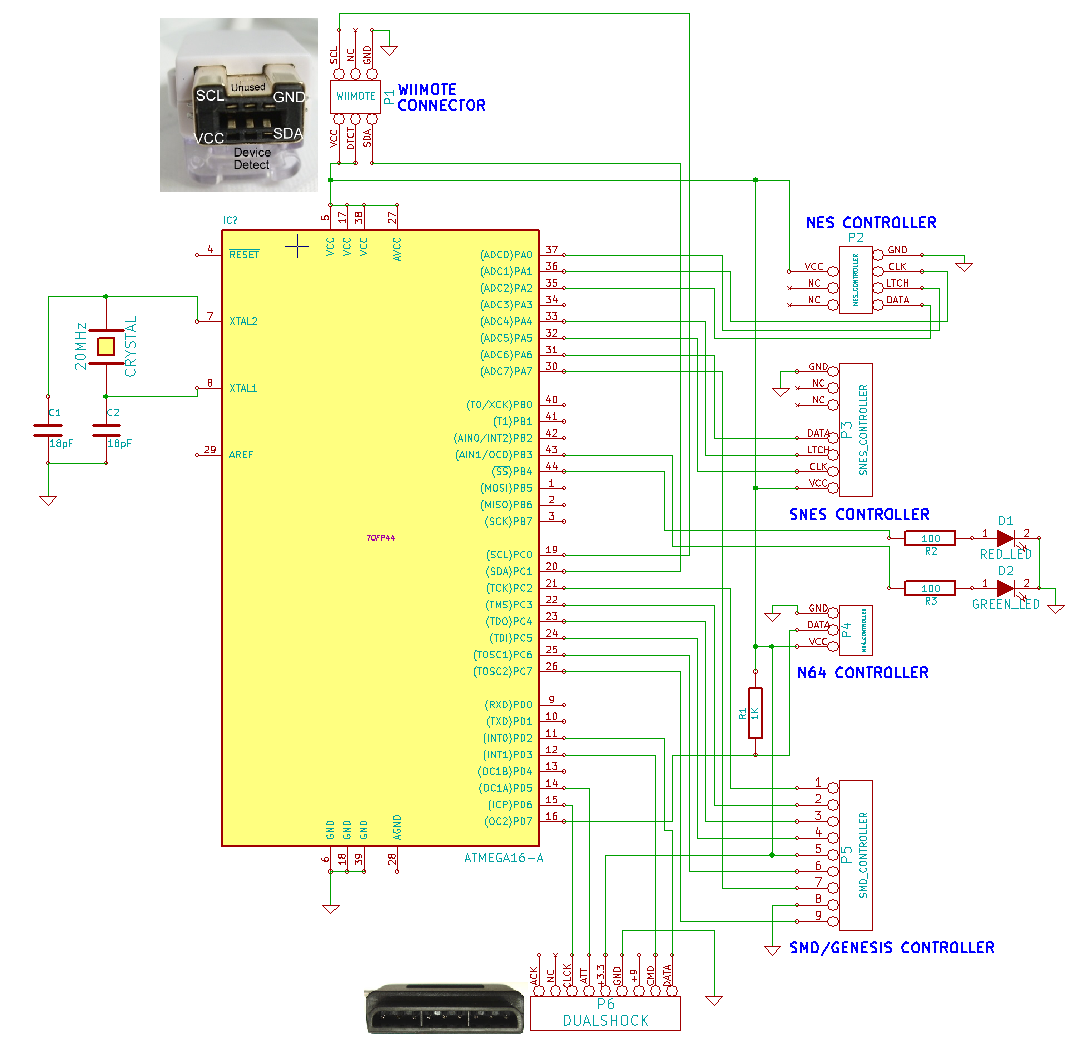 SCL
Unused
GND
VCC
SDA
Device
Detect
SCL
NC
GND
WIIMOTE
P1
WIIMOTE
CONNECTOR
VCC
DTCT
SDA
IC?
5
17
38
27
VCC
VCC
VCC
AVCC
4
RESET
7
XTAL2
8
XTAL1
29
AREF
20MHz
CRYSTAL
C1
18pF
C2
18pF
TQFP44
(ADC0)PA0 37
(ADC1)PA1 36
(ADC2)PA2 35
(ADC3)PA3 34
(ADC4)PA4 33
(ADC5)PA5 32
(ADC6)PA6 31
(ADC7)PA7 30
(T0/XCK)PB0 40
(T1)PB1 41
(AIN0/INT2)PB2 42
(AIN1/OC0)PB3 43
(SS)PB4 44
(MOSI)PB5 1
(MISO)PB6 2
(SCK)PB7 3
(SCL)PC0 19
(SDA)PC1 20
(TCK)PC2 21
(TMS)PC3 22
(TDO)PC4 23
(TDI)PC5 24
(TOSC1)PC6 25
(TOSC2)PC7 26
(RXD)PD0 9
(TXD)PD1 10
(INT0)PD2 11
(INT1)PD3 12
(OC1B)PD4 13
(OC1A)PD5 14
(ICP)PD6 15
(OC2)PD7 16
GND
GND
GND
AGND
6
18
39
28
ATMEGA16-A
NES CONTROLLER
P2
NES_CONTROLLER
VCC
NC
NC
GND
CLK
LTCH
DATA
GND
NC
NC
DATA
LTCH
CLK
VCC
P3
SNES_CONTROLLER
SNES CONTROLLER
100
R2
1
D1
2
RED_LED
100
R3
1
D2
2
GREEN_LED
GND
DATA
VCC
P4
N64_CONTROLLER
N64 CONTROLLER
R1
1K
1
2
3
4
5
6
7
8
9
P5
SMD_CONTROLLER
SMD/GENESIS CONTROLLER
ACK
NC
CLCK
ATT
+3.3
GND
+9
CMD
DATA
P6
DUALSHOCK